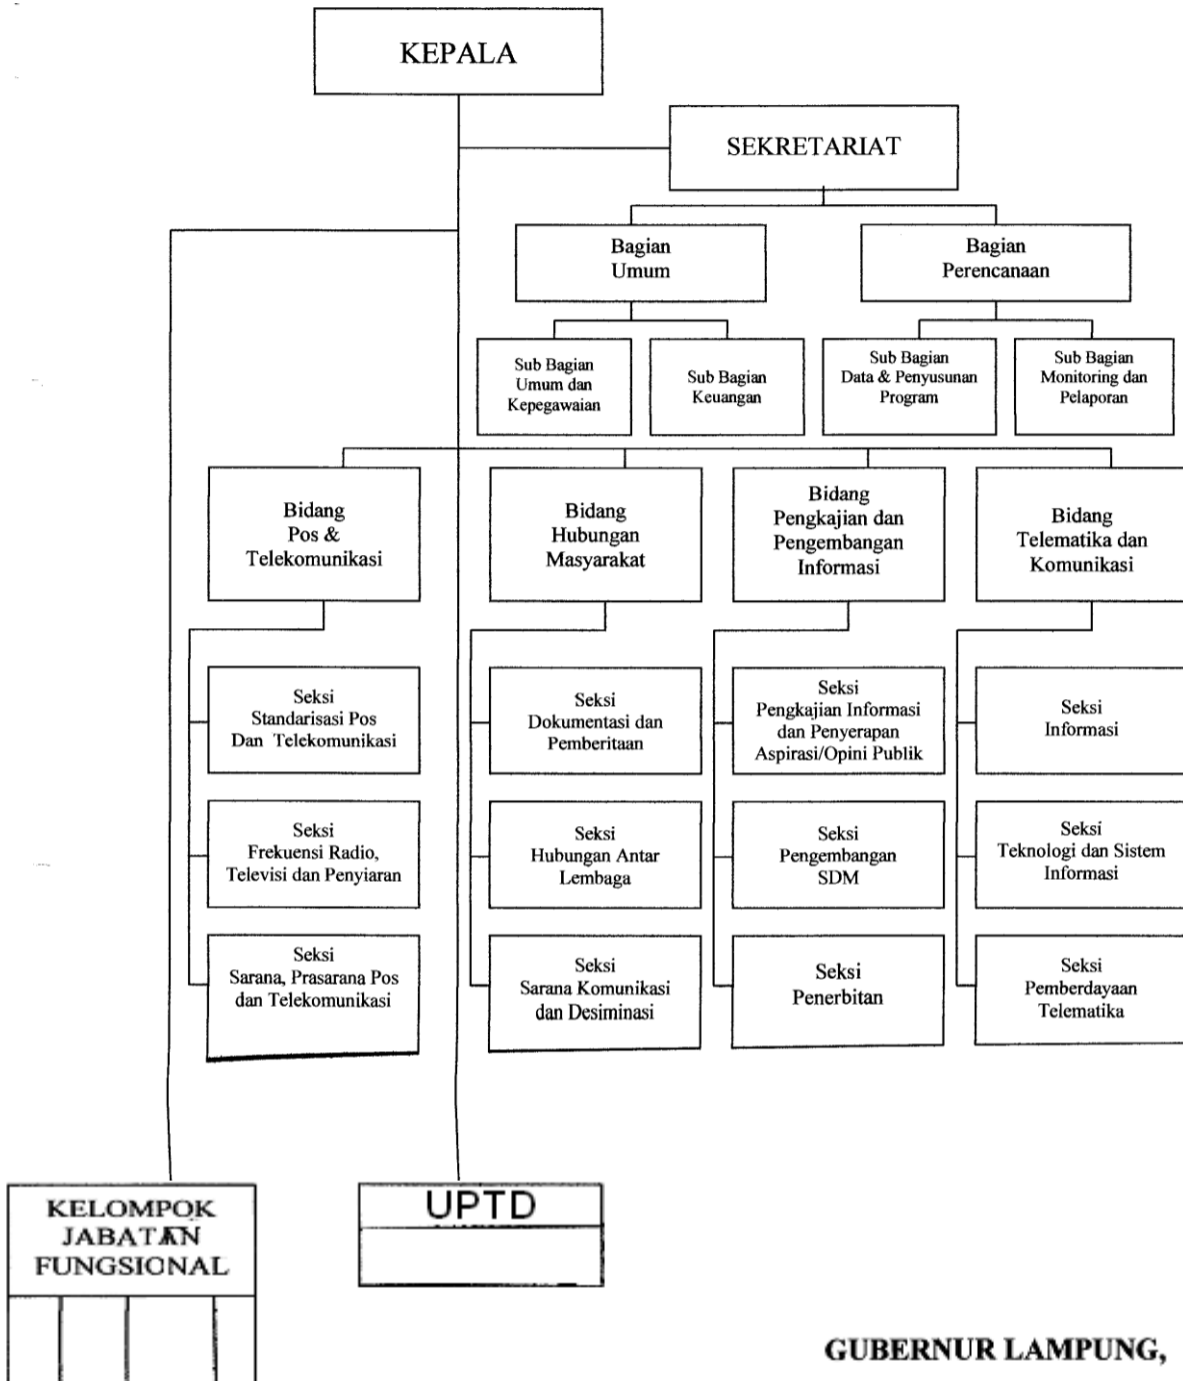 KEPALA
SEKRETARIAT
Bagian
Umum
Bagian
Perencanaan
Sub Bagian
Umum dan
Kepegawaian
Sub Bagian
Keuangan
Sub Bagian
Data & Penyusunan
Program
Sub Bagian
Monitoring dan
Pelaporan
Bidang
Pos &
Telekomunikasi
Bidang
Hubungan
Masyarakat
Bidang
Pengkajian dan
Pengembangan
Informasi
Bidang
Telematika dan
Komunikasi
Seksi
Standarisasi Pos
Dan Telekomunikasi
Seksi
Dokumentasi dan
Pemberitaan
Seksi
Pengkajian Informasi
dan Penyerapan
Aspirasi/Opini Publik
Seksi
Informasi
Seksi
Frekuensi Radio,
Televisi dan Penyiaran
Seksi
Hubungan Antar
Lembaga
Seksi
Pengembangan
SDM
Seksi
Teknologi dan Sistem
Informasi
Seksi
Sarana, Prasarana Pos
dan Telekomunikasi
Seksi
Sarana Komunikasi
dan Desiminasi
Seksi
Penerbitan
Seksi
Pemberdayaan
Telematika
KELOMPOK
JABATAN
FUNGSIONAL
UPTD
GUBERNUR LAMPUNG,